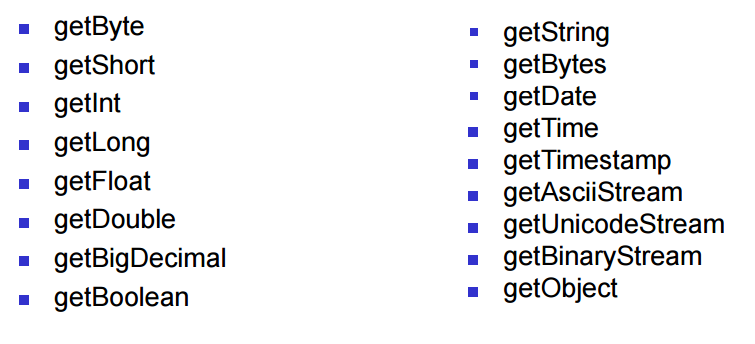 getByte
getShort
getInt
getLong
getFloat
getDouble
getBigDecimal
getBoolean
getString
getBytes
getDate
getTime
getTimestamp
getAsciiStream
getUnicodeStream
getBinaryStream
getObject